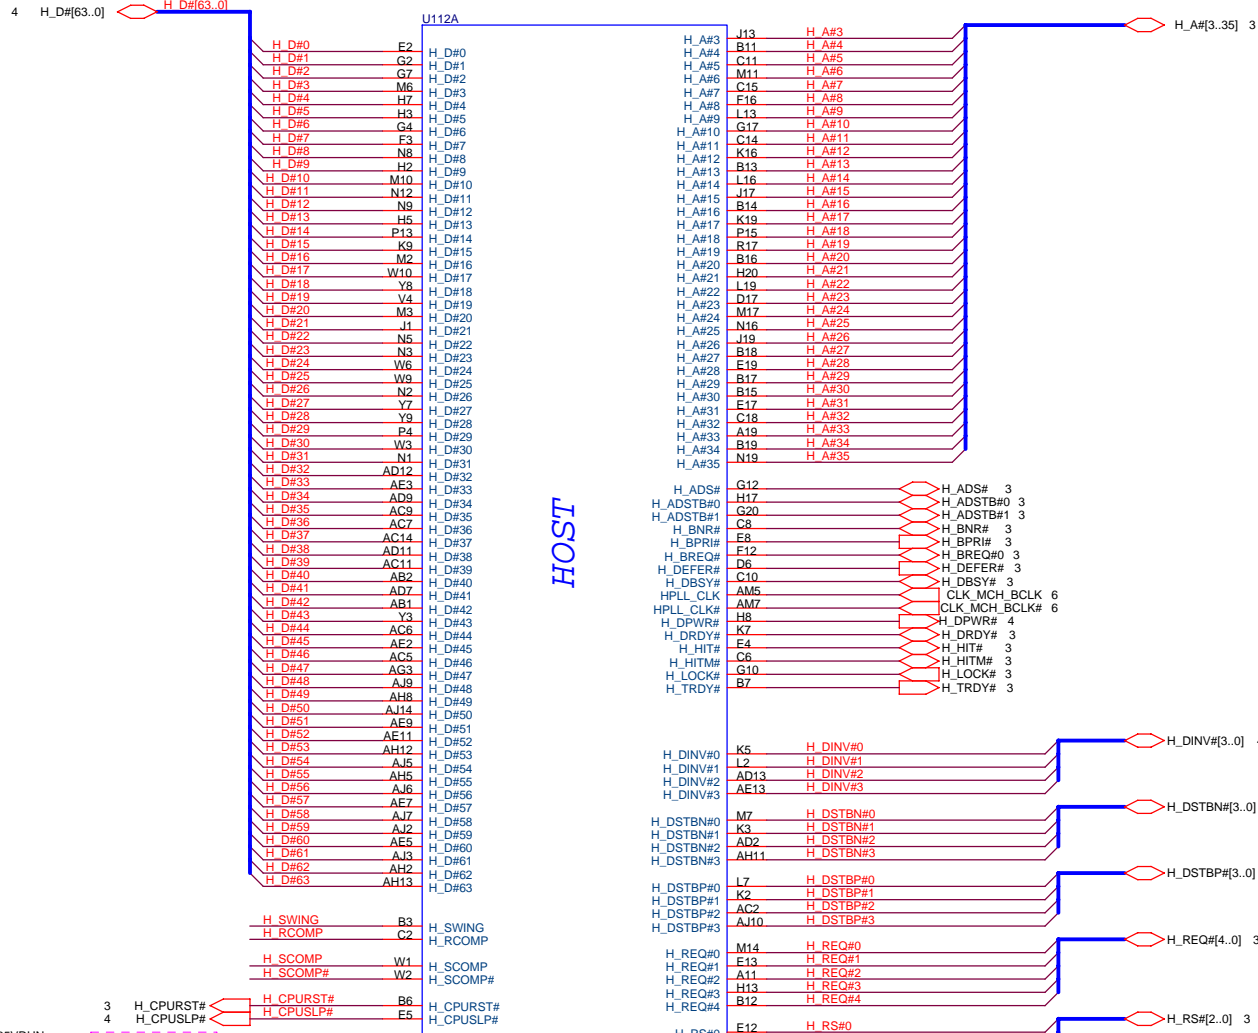 4 H_D#[63..0] H_D#[63..0]
U112A
H_D#0 E2 H_D#0
H_D#1 G2 H_D#1
H_D#2 G7 H_D#2
H_D#3 M6 H_D#3
H_D#4 H7 H_D#4
H_D#5 H3 H_D#5
H_D#6 G4 H_D#6
H_D#7 F3 H_D#7
H_D#8 N8 H_D#8
H_D#9 H2 H_D#9
H_D#10 M10 H_D#10
H_D#11 N12 H_D#11
H_D#12 N9 H_D#12
H_D#13 H5 H_D#13
H_D#14 P13 H_D#14
H_D#15 K9 H_D#15
H_D#16 M2 H_D#16
H_D#17 W10 H_D#17
H_D#18 Y8 H_D#18
H_D#19 V4 H_D#19
H_D#20 M3 H_D#20
H_D#21 J1 H_D#21
H_D#22 N5 H_D#22
H_D#23 N3 H_D#23
H_D#24 W6 H_D#24
H_D#25 W9 H_D#25
H_D#26 N2 H_D#26
H_D#27 Y7 H_D#27
H_D#28 Y9 H_D#28
H_D#29 P4 H_D#29
H_D#30 W3 H_D#30
H_D#31 N1 H_D#31
H_D#32 AD12 H_D#32
H_D#33 AE3 H_D#33
H_D#34 AD9 H_D#34
H_D#35 AC9 H_D#35
H_D#36 AC7 H_D#36
H_D#37 AC14 H_D#37
H_D#38 AD11 H_D#38
H_D#39 AC11 H_D#39
H_D#40 AB2 H_D#40
H_D#41 AD7 H_D#41
H_D#42 AB1 H_D#42
H_D#43 Y3 H_D#43
H_D#44 AC6 H_D#44
H_D#45 AE2 H_D#45
H_D#46 AC5 H_D#46
H_D#47 AG3 H_D#47
H_D#48 AJ9 H_D#48
H_D#49 AH8 H_D#49
H_D#50 AJ14 H_D#50
H_D#51 AE9 H_D#51
H_D#52 AE11 H_D#52
H_D#53 AH12 H_D#53
H_D#54 AJ5 H_D#54
H_D#55 AH5 H_D#55
H_D#56 AJ6 H_D#56
H_D#57 AE7 H_D#57
H_D#58 AJ7 H_D#58
H_D#59 AJ2 H_D#59
H_D#60 AE5 H_D#60
H_D#61 AJ3 H_D#61
H_D#62 AH2 H_D#62
H_D#63 AH13 H_D#63
H_SWING B3 H_SWING
H_RCOMP C2 H_RCOMP
H_SCOMP W1 H_SCOMP
H_SCOMP# W2 H_SCOMP#
3 H_CPURST# H_CPURST# B6 H_CPURST#
4 H_CPUSLP# H_CPUSLP# E5 H_CPUSLP#
HOST
H_A#[3..35] 3
H_A#3 J13 H_A#3
H_A#4 B11 H_A#4
H_A#5 C11 H_A#5
H_A#6 M11 H_A#6
H_A#7 C15 H_A#7
H_A#8 F16 H_A#8
H_A#9 L13 H_A#9
H_A#10 G17 H_A#10
H_A#11 C14 H_A#11
H_A#12 K16 H_A#12
H_A#13 B13 H_A#13
H_A#14 L16 H_A#14
H_A#15 J17 H_A#15
H_A#16 B14 H_A#16
H_A#17 K19 H_A#17
H_A#18 P15 H_A#18
H_A#19 R17 H_A#19
H_A#20 B16 H_A#20
H_A#21 H20 H_A#21
H_A#22 L19 H_A#22
H_A#23 D17 H_A#23
H_A#24 M17 H_A#24
H_A#25 N16 H_A#25
H_A#26 J19 H_A#26
H_A#27 B18 H_A#27
H_A#28 E19 H_A#28
H_A#29 B17 H_A#29
H_A#30 B15 H_A#30
H_A#31 E17 H_A#31
H_A#32 C18 H_A#32
H_A#33 A19 H_A#33
H_A#34 B19 H_A#34
H_A#35 N19 H_A#35
H_ADS# G12 H_ADS# 3
H_ADSTB#0 H17 H_ADSTB#0 3
H_ADSTB#1 G20 H_ADSTB#1 3
H_BNR# C8 H_BNR# 3
H_BPRI# E8 H_BPRI# 3
H_BREQ# F12 H_BREQ#0 3
H_DEFER# D6 H_DEFER# 3
H_DBSY# C10 H_DBSY# 3
HPLL_CLK AM5 CLK_MCH_BCLK 6
HPLL_CLK# AM7 CLK_MCH_BCLK# 6
H_DPWR# H8 H_DPWR# 4
H_DRDY# K7 H_DRDY# 3
H_HIT# E4 H_HIT# 3
H_HITM# C6 H_HITM# 3
H_LOCK# G10 H_LOCK# 3
H_TRDY# B7 H_TRDY# 3
H_DINV#[3..0]
H_DINV#0 K5 H_DINV#0
H_DINV#1 L2 H_DINV#1
H_DINV#2 AD13 H_DINV#2
H_DINV#3 AE13 H_DINV#3
H_DSTBN#[3..0]
H_DSTBN#0 M7 H_DSTBN#0
H_DSTBN#1 K3 H_DSTBN#1
H_DSTBN#2 AD2 H_DSTBN#2
H_DSTBN#3 AH11 H_DSTBN#3
H_DSTBP#[3..0]
H_DSTBP#0 L7 H_DSTBP#0
H_DSTBP#1 K2 H_DSTBP#1
H_DSTBP#2 AC2 H_DSTBP#2
H_DSTBP#3 AJ10 H_DSTBP#3
H_REQ#[4..0] 3
H_REQ#0 M14 H_REQ#0
H_REQ#1 E13 H_REQ#1
H_REQ#2 A11 H_REQ#2
H_REQ#3 H13 H_REQ#3
H_REQ#4 B12 H_REQ#4
H_RS#[2..0] 3
H_RS#0 E12 H_RS#0